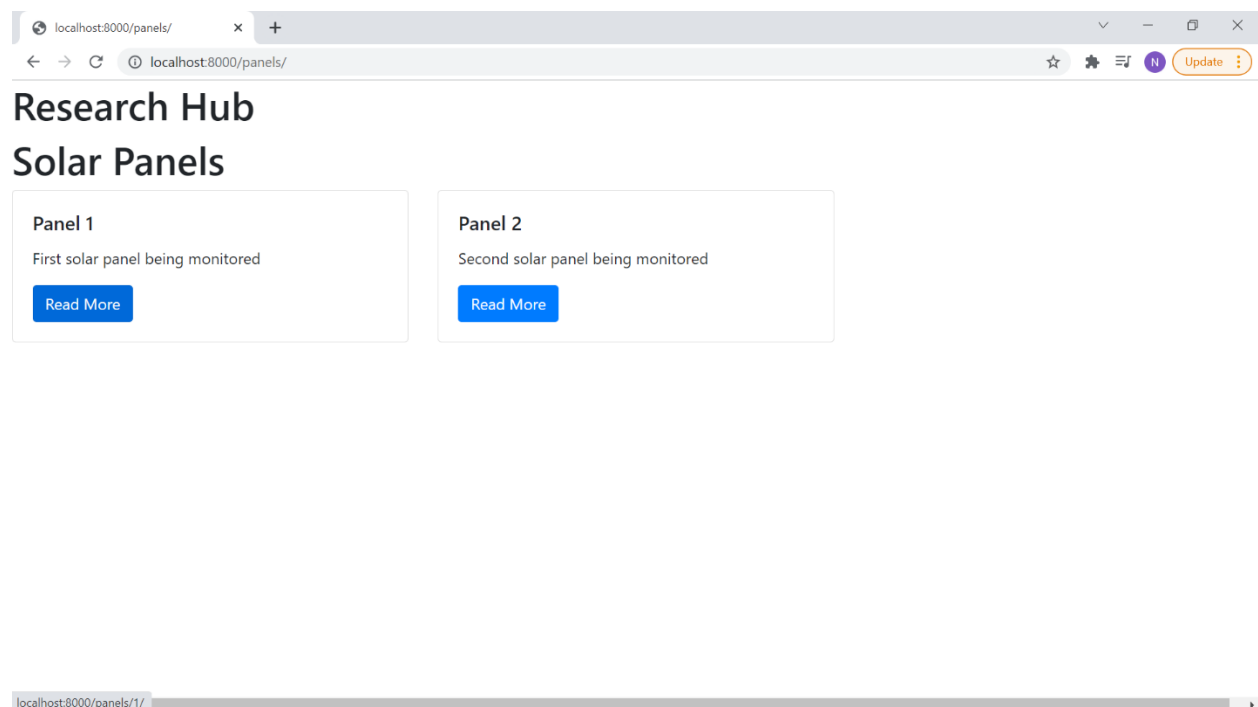 localhost:8000/panels/
localhost:8000/panels/
N
Update
Research Hub
Solar Panels
Panel 1
First solar panel being monitored
Read More
Panel 2
Second solar panel being monitored
Read More
localhost:8000/panels/1/